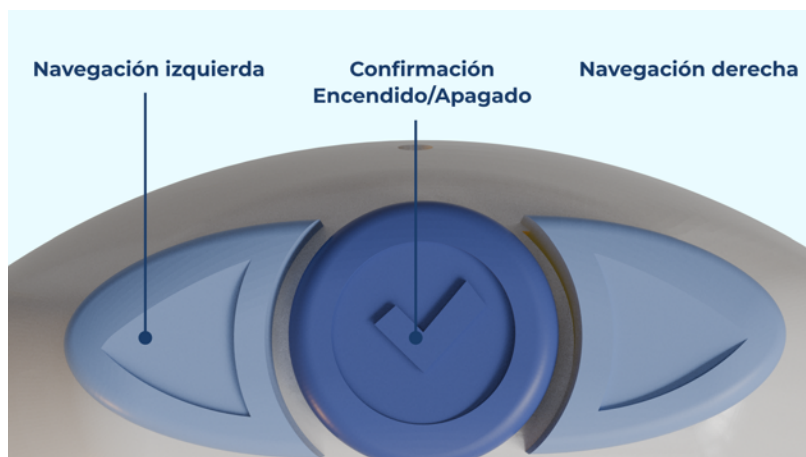 Navegación izquierda
Confirmación
Encendido/Apagado
Navegación derecha